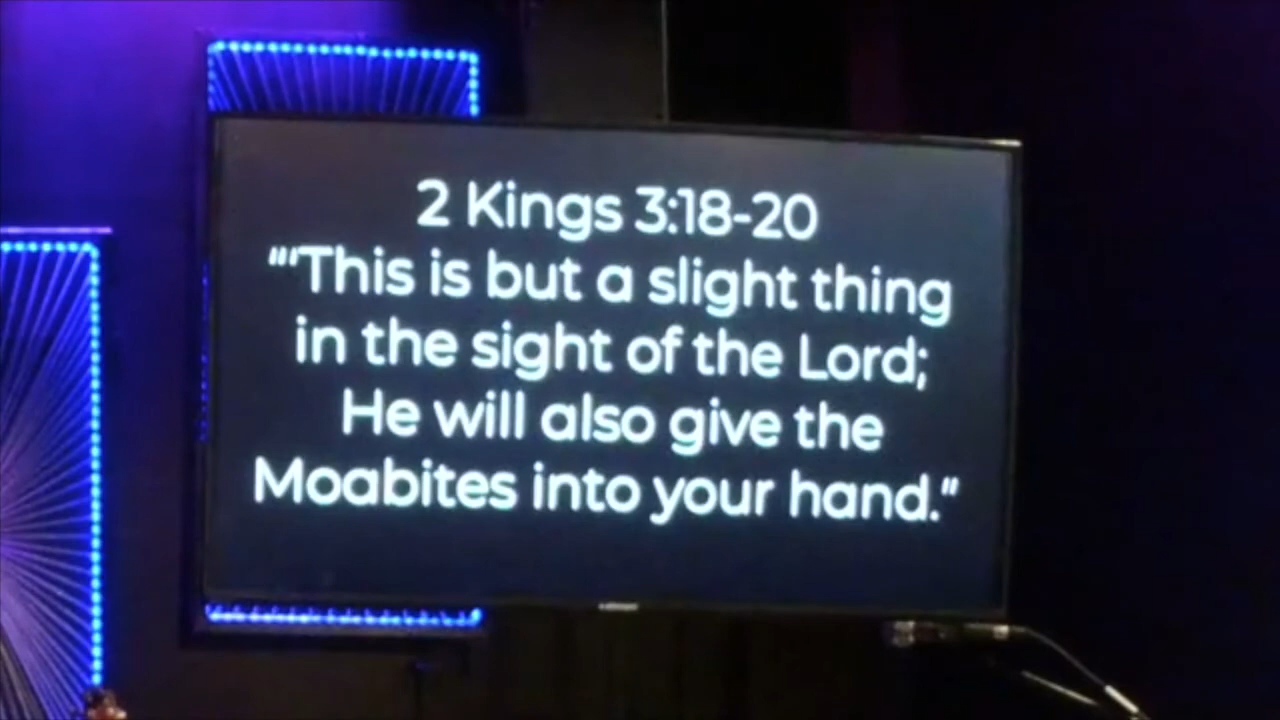 2 Kings 3:18-20
"'This is but a slight thing
in the sight of the Lord;
He will also give the
Moabites into your hand."